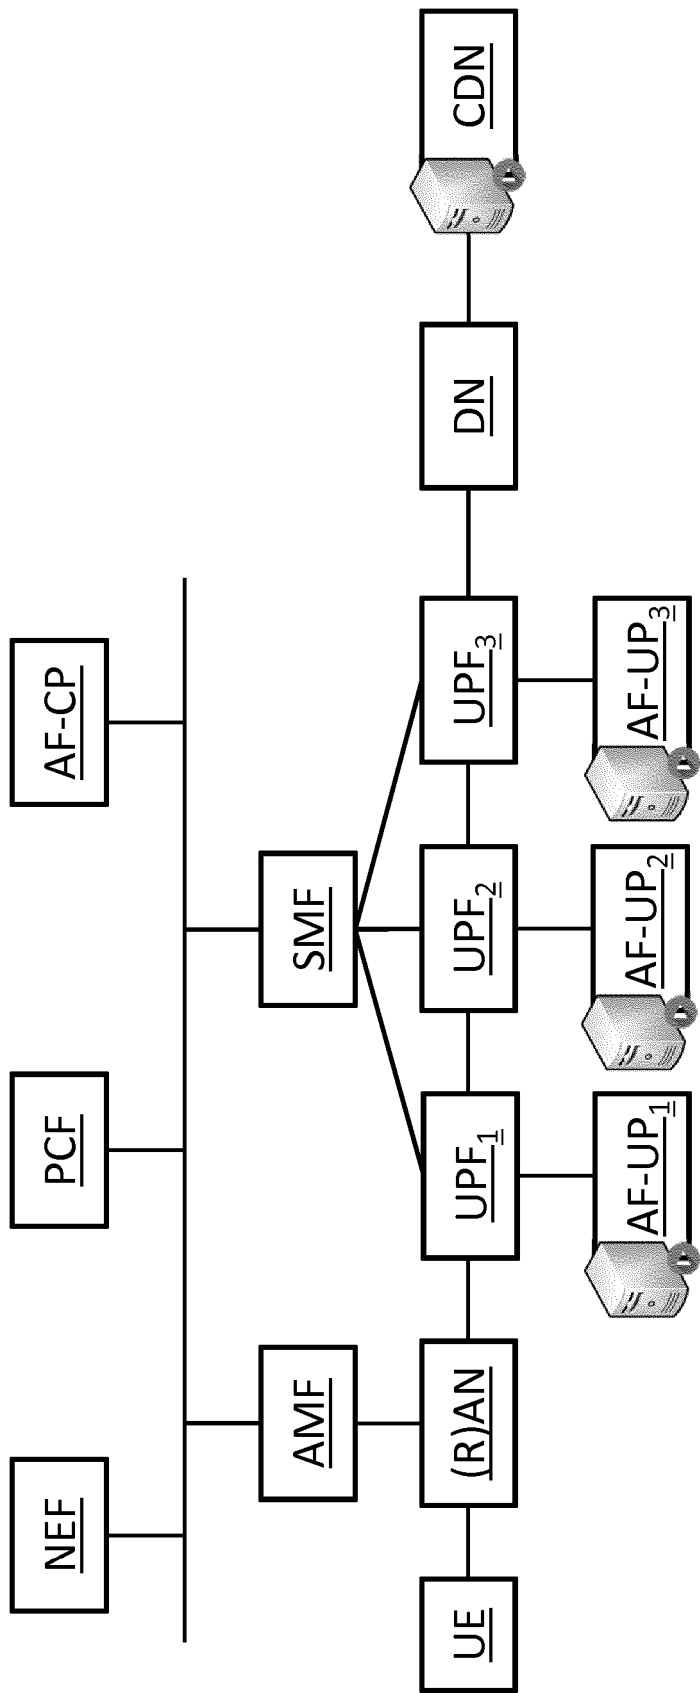 NEF
PCF
AF-CP
AMF
SMF
UE
(R)AN
UPF1
UPF2
UPF3
DN
CDN
AF-UP1
AF-UP2
AF-UP3